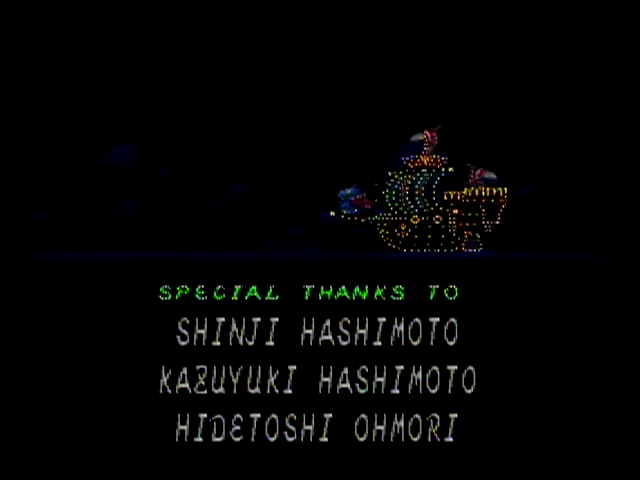 SPECIAL THANKS TO
SHINJI HASHIMOTO
KAZUYUKI HASHIMOTO
HIDETOSHI OHMORI